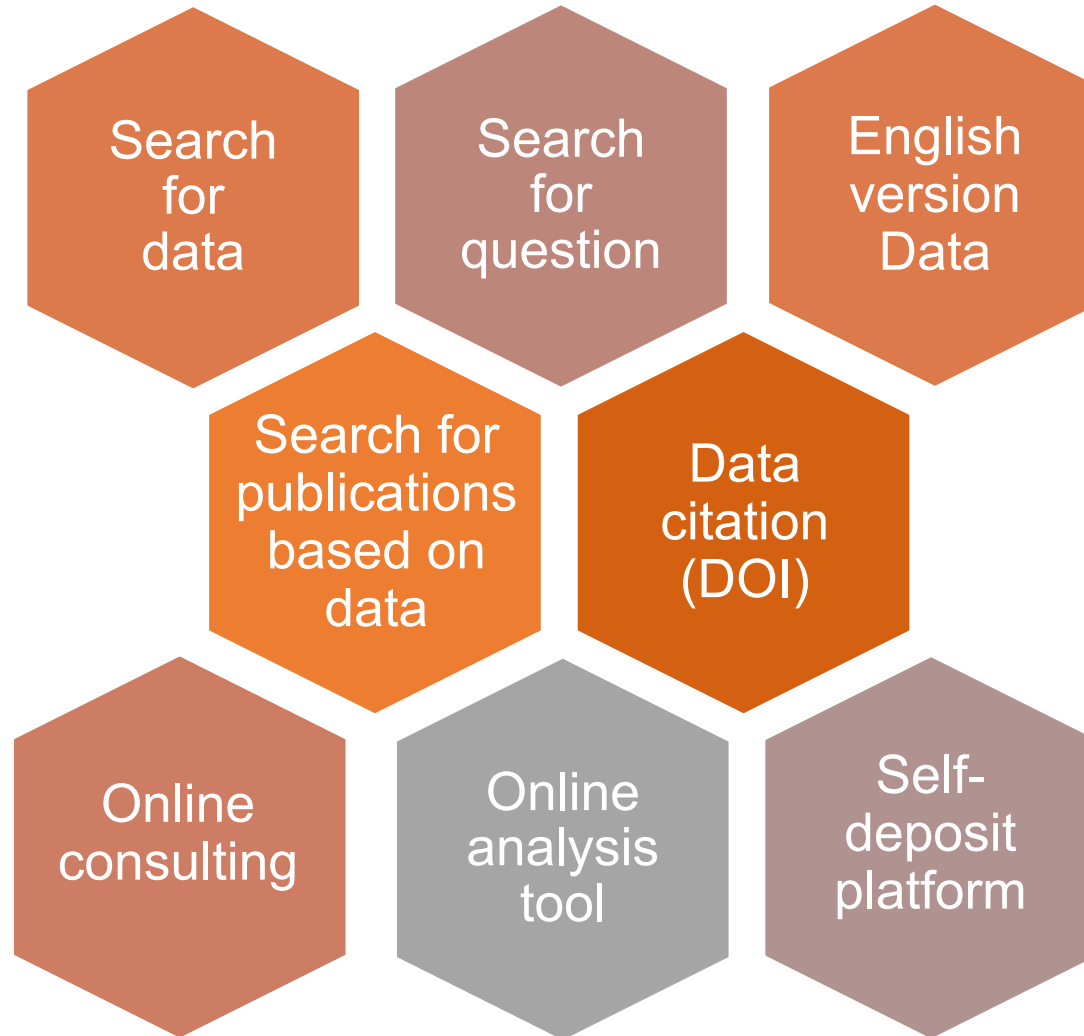 Search
for
data
Search
for
question
English
version
Data
Search for
publications
based on
data
Data
citation
(DOI)
Online
consulting
Online
analysis
tool
Self-
deposit
platform